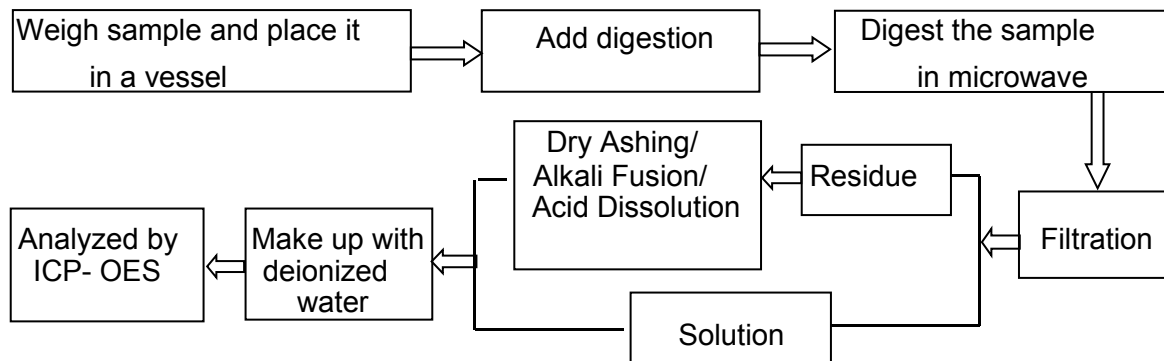 Weigh sample and place it
in a vessel
Add digestion
Digest the sample
in microwave
Dry Ashing/
Alkali Fusion/
Acid Dissolution
Residue
Filtration
Analyzed by
ICP- OES
Make up with
deionized
water
Solution